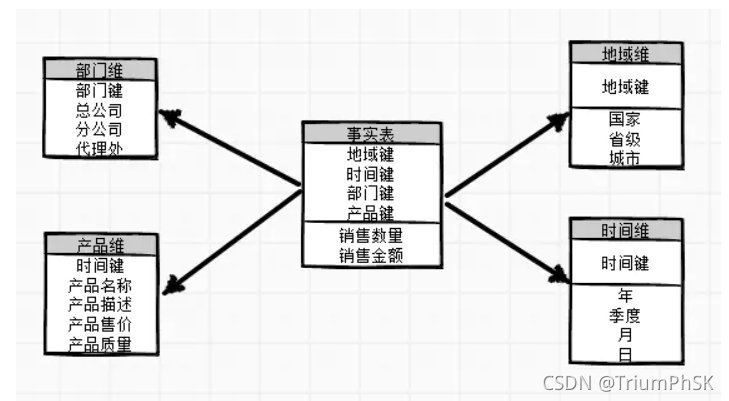 部门维
部门键
总公司
分公司
代理处
产品维
时间键
产品名称
产品描述
产品售价
产品质量
事实表
地域键
时间键
部门键
产品键
销售数量
销售金额
地域维
地域键
国家
省级
城市
时间维
时间键
年
季度
月
日
CSDN @TriumPhSK